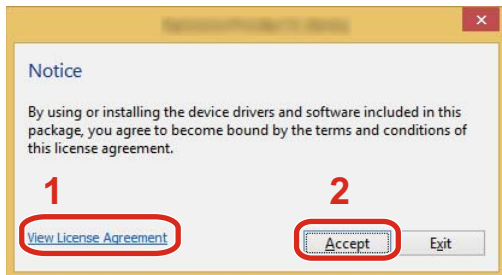 Notice
By using or installing the device drivers and software included in this
package, you agree to become bound by the terms and conditions of
this license agreement.
1
2
View License Agreement Accept Exit